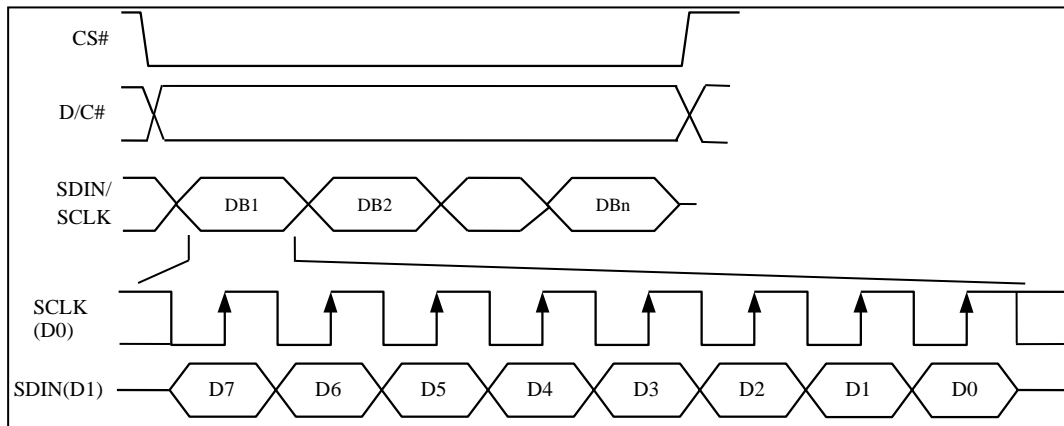 CS#
D/C#
SDIN/
SCLK
DB1 DB2 DBn
SCLK
(D0)
SDIN(D1) D7 D6 D5 D4 D3 D2 D1 D0